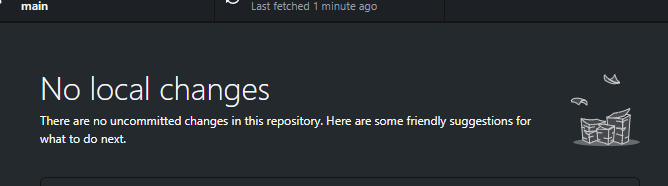 main
Last fetched 1 minute ago
No local changes
There are no uncommitted changes in this repository. Here are some friendly suggestions for
what to do next.